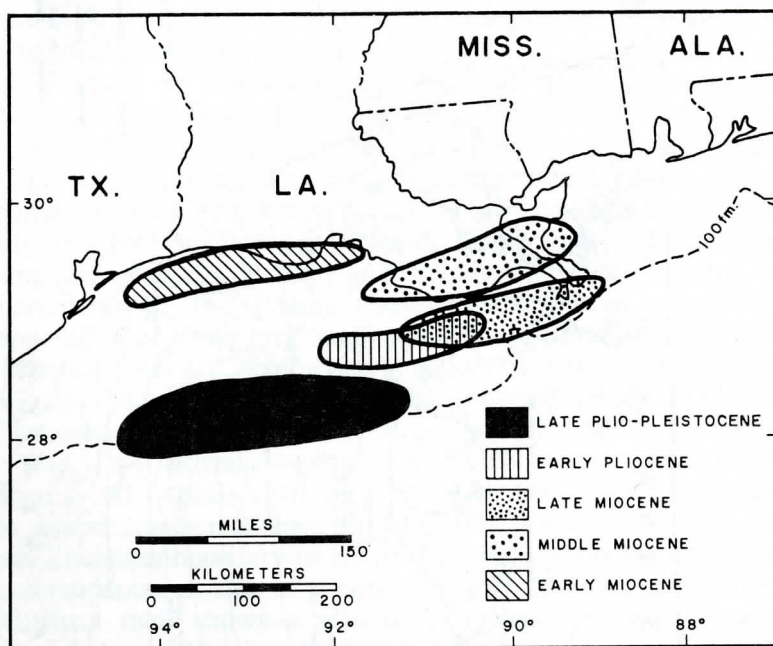 MISS.
ALA.
TX.
LA.
30°
100fm.
28°
LATE PLIO-PLEISTOCENE
EARLY PLIOCENE
LATE MIOCENE
MIDDLE MIOCENE
EARLY MIOCENE
MILES
0 150
KILOMETERS
0 100 200
94° 92° 90° 88°